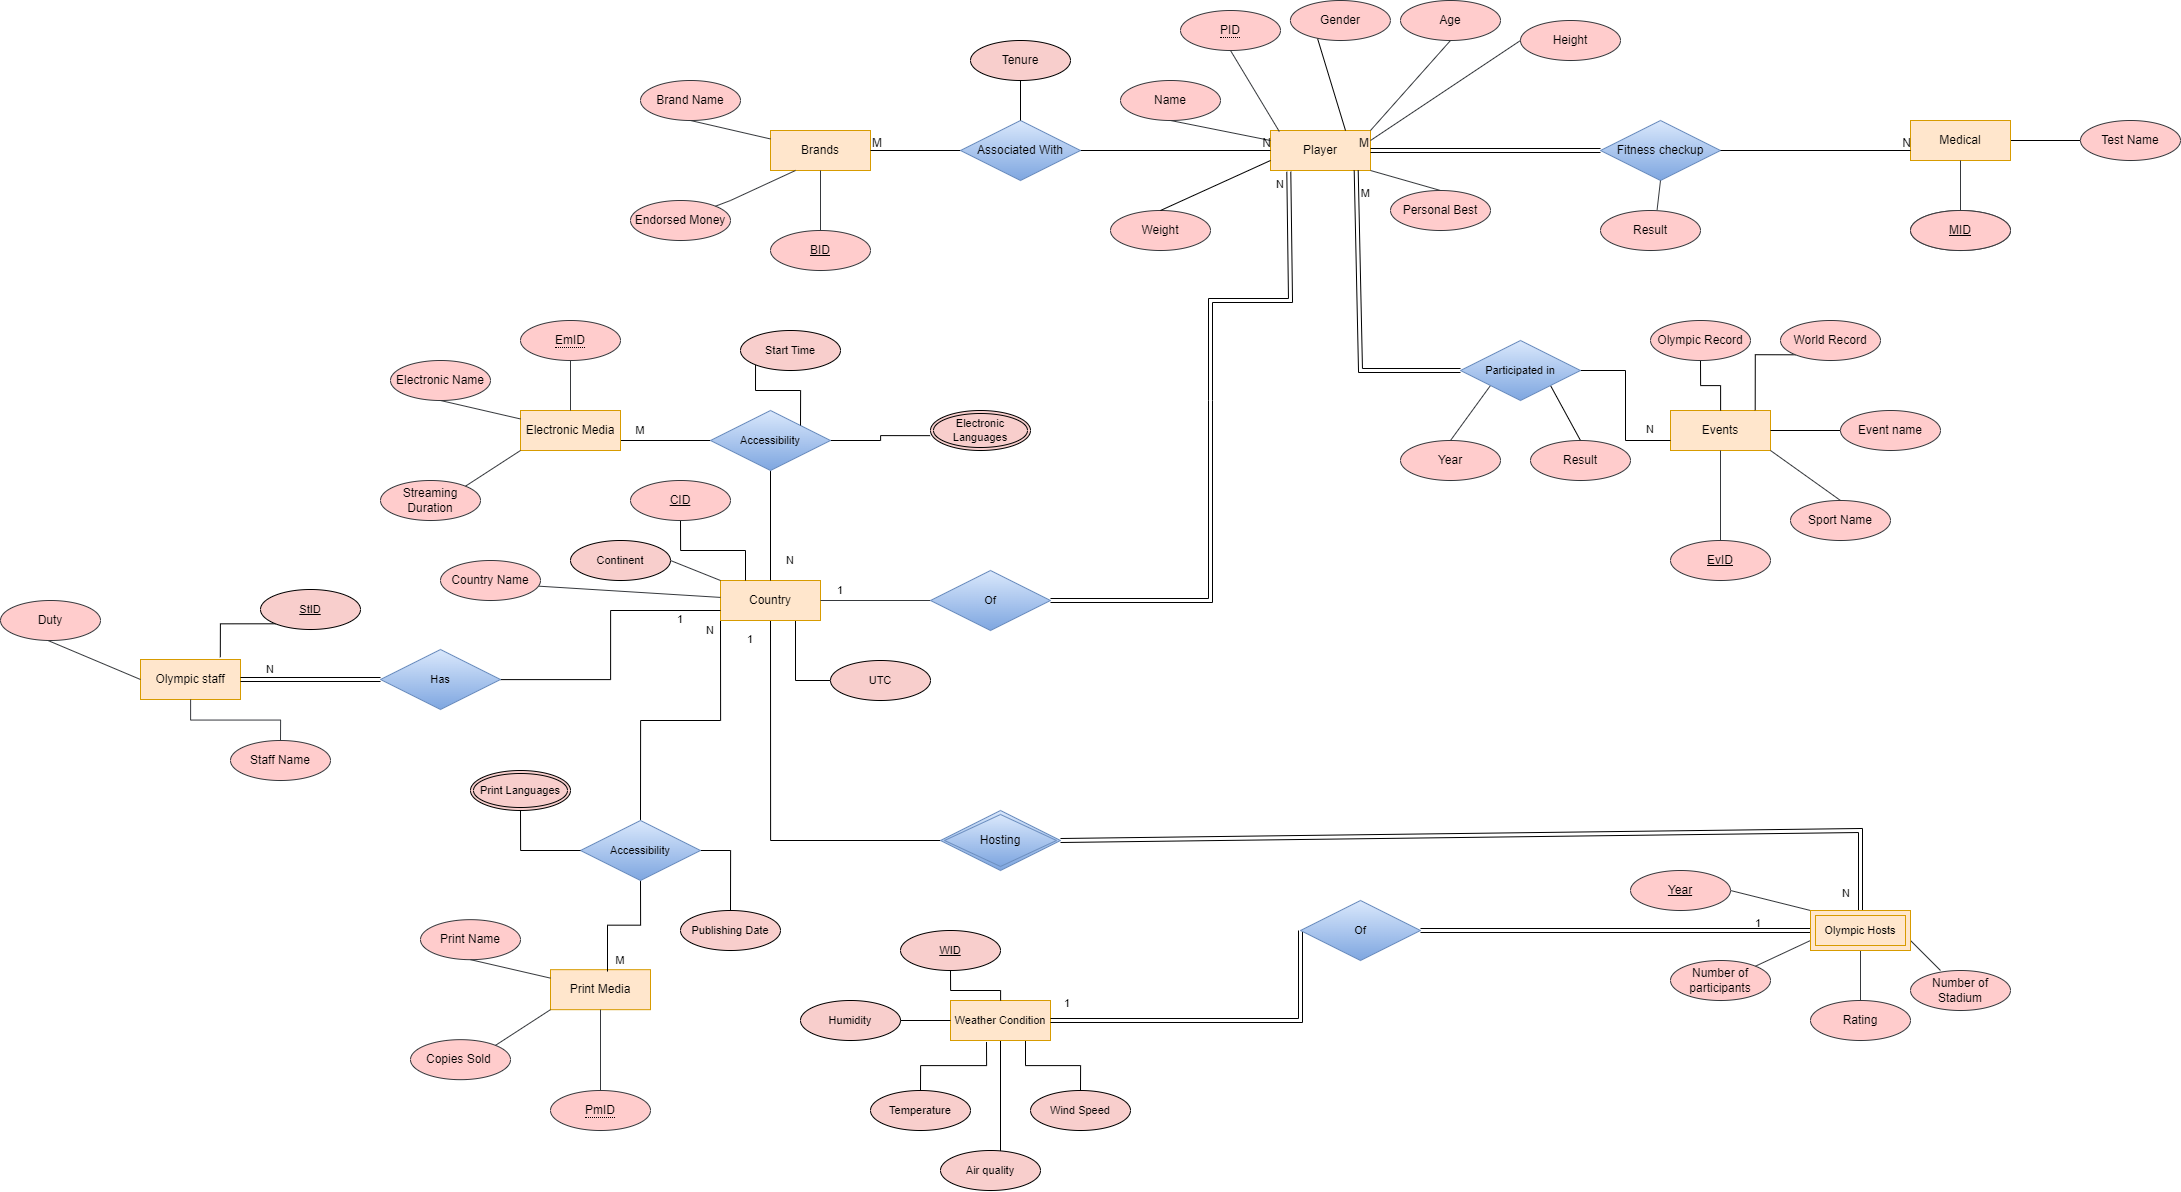 PID
Gender
Age
Height
Tenure
Brand Name
Name
Brands
M
Associated With
N
Player
M
Fitness checkup
N
Medical
Test Name
N
M
Endorsed Money
BID
Weight
Personal Best
Result
MID
EmID
Start Time
Olympic Record
World Record
Electronic Name
Participated in
Electronic Media
M
Accessibility
Electronic
Languages
N
Events
Event name
Year
Result
Streaming
Duration
CID
Sport Name
Continent
N
EvID
Country Name
Country
1
Of
Duty
StID
1
N
1
Olympic staff
N
Has
UTC
Staff Name
Print Languages
Accessibility
Hosting
Year
N
Publishing Date
Print Name
M
WID
Of
1
Olympic Hosts
Print Media
Number of
participants
Number of
Stadium
1
Humidity
Weather Condition
Rating
Copies Sold
PmID
Temperature
Wind Speed
Air quality